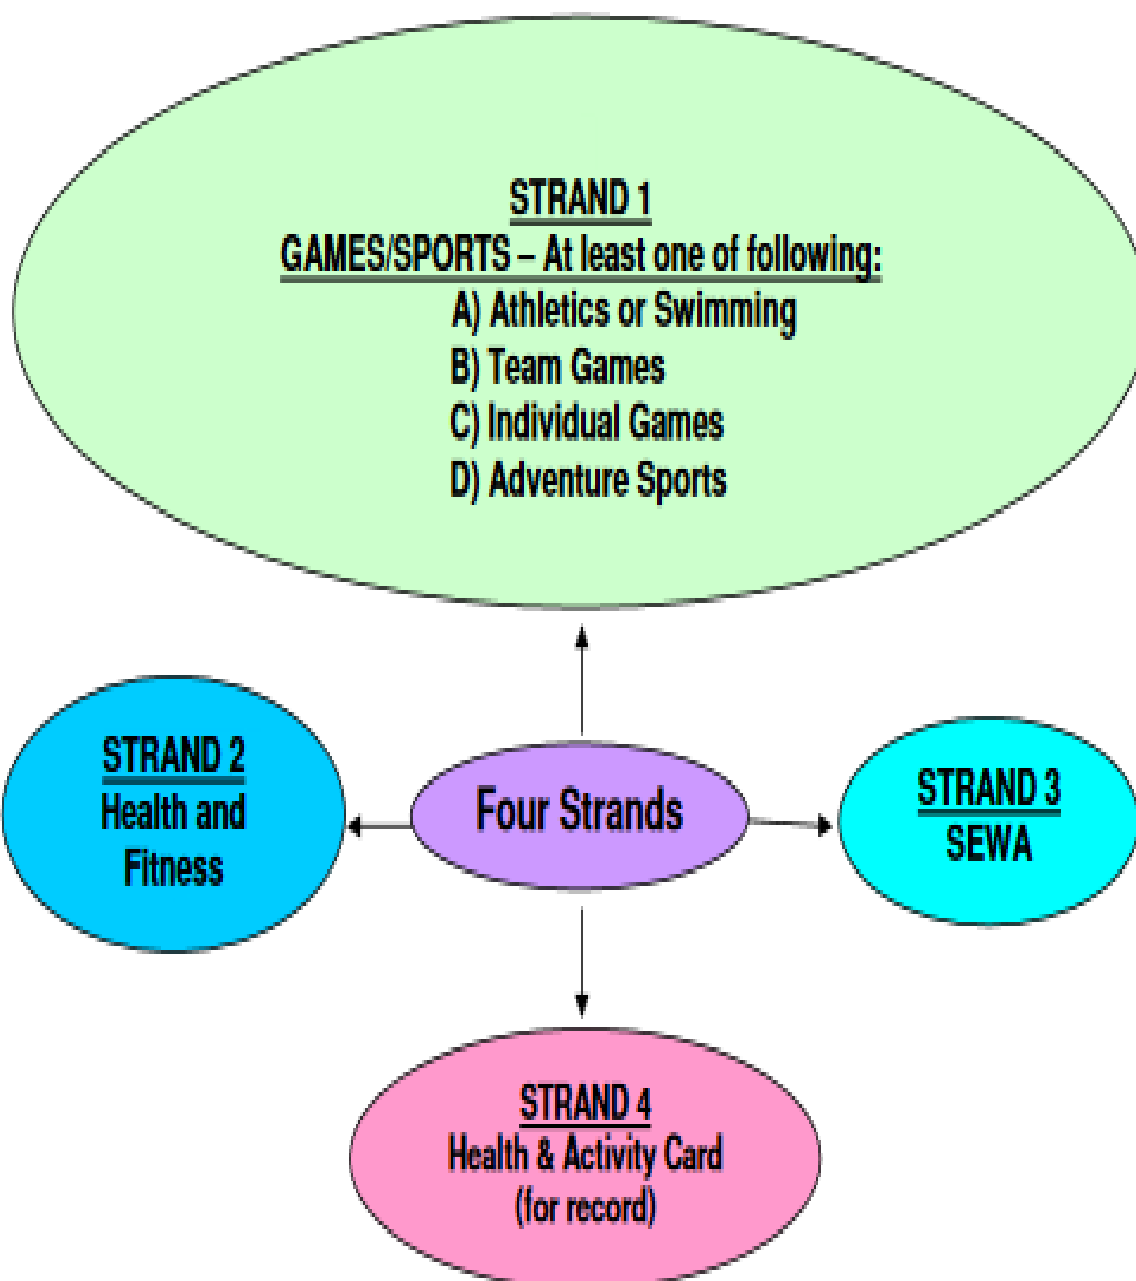 STRAND 1
GAMES/SPORTS – At least one of following:
A) Athletics or Swimming
B) Team Games
C) Individual Games
D) Adventure Sports
STRAND 2
Health and
Fitness
Four Strands
STRAND 3
SEWA
STRAND 4
Health & Activity Card
(for record)